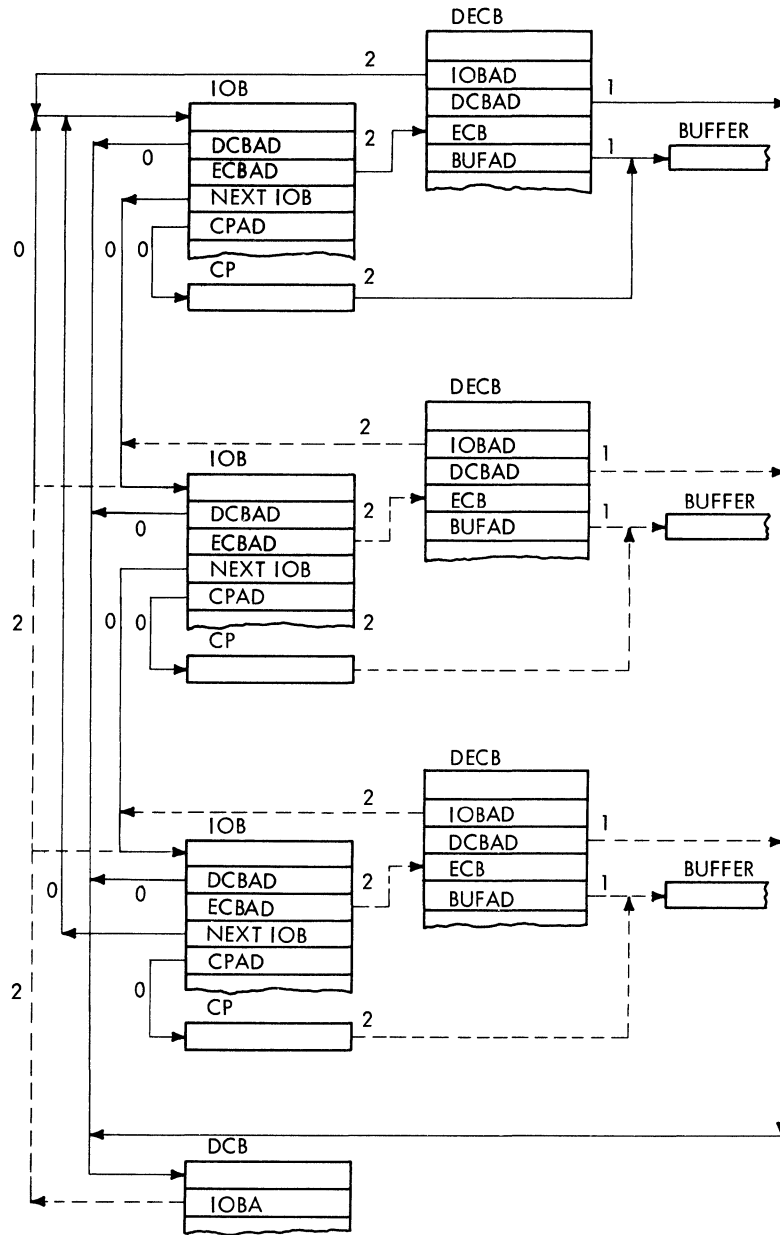 DECB
2
IOBAD
1
IOB
DCBAD
BUFFER
DCBAD
2
ECB
1
0
ECBAD
BUFAD
NEXT IOB
0
0
0
CPAD
CP
2
DECB
2
IOBAD
1
IOB
DCBAD
BUFFER
DCBAD
2
ECB
1
0
ECBAD
BUFAD
NEXT IOB
2
0
0
CPAD
2
CP
DECB
2
IOBAD
1
IOB
DCBAD
BUFFER
0
DCBAD
2
ECB
1
0
ECBAD
BUFAD
NEXT IOB
CPAD
2
0
CP
2
DCB
IOBA